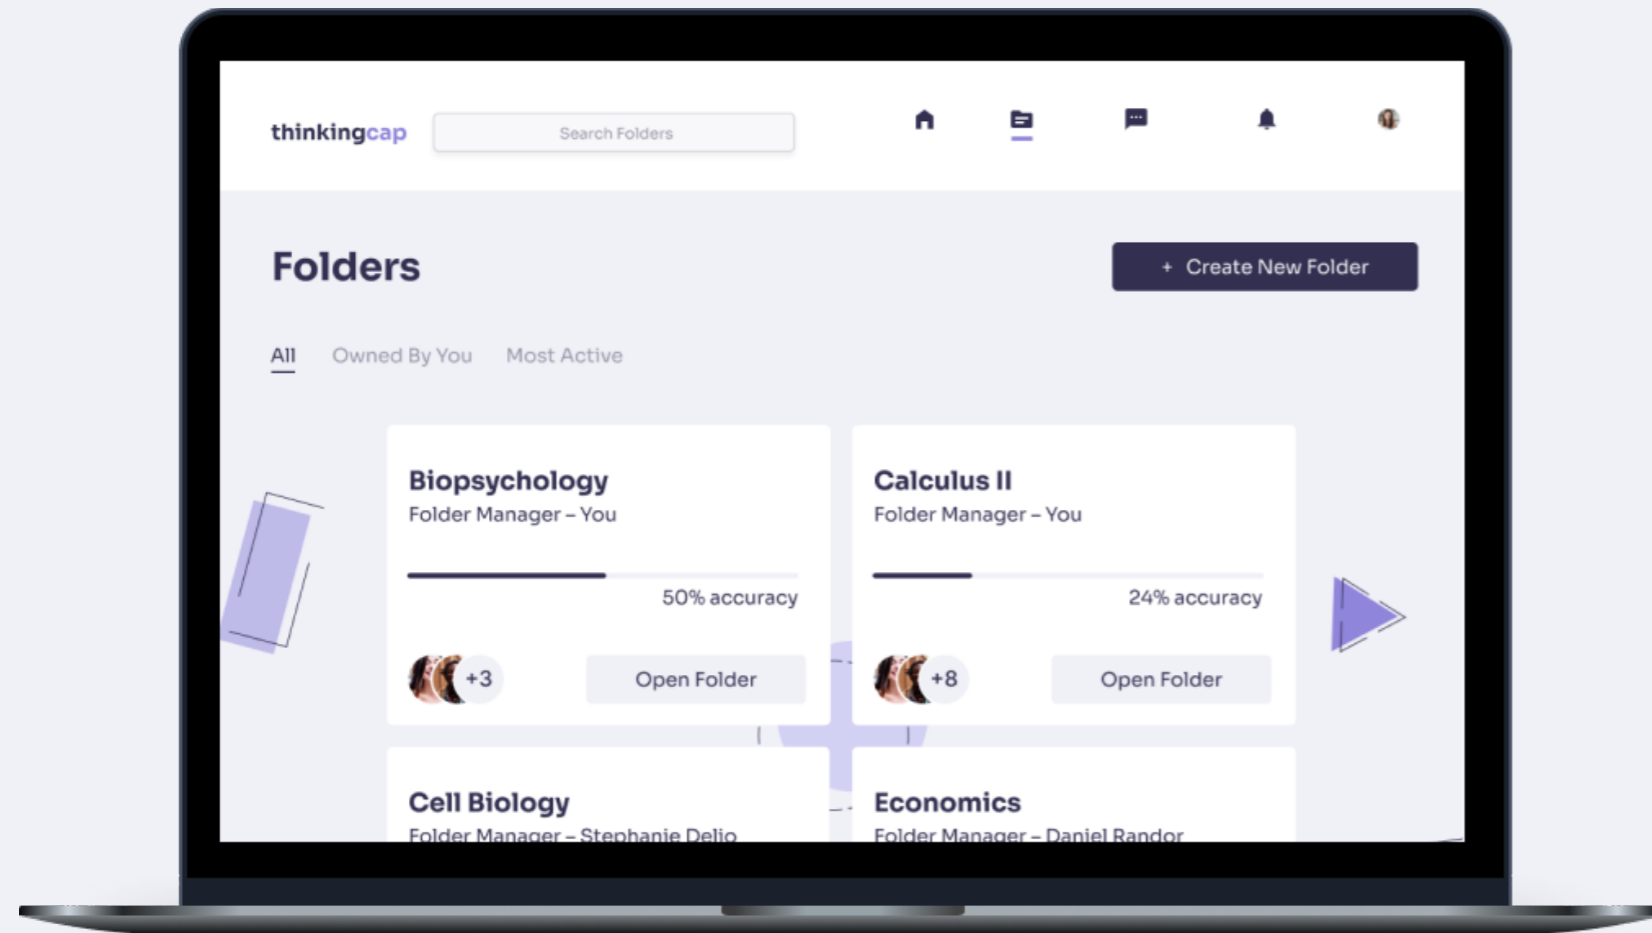 thinkingcap
Search Folders
Folders
+ Create New Folder
All Owned By You Most Active
Biopsychology
Folder Manager – You
50% accuracy
+3
Open Folder
Calculus II
Folder Manager – You
24% accuracy
+8
Open Folder
Cell Biology
Folder Manager – Stephanie Delio
Economics
Folder Manager – Daniel Randor